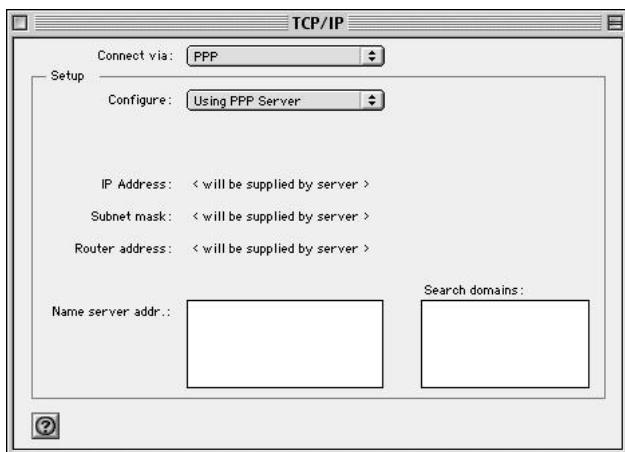 TCP/IP
Connect via: PPP
Setup
Configure: Using PPP Server
IP Address: < will be supplied by server >
Subnet mask: < will be supplied by server >
Router address: < will be supplied by server >
Search domains:
Name server addr.:
?